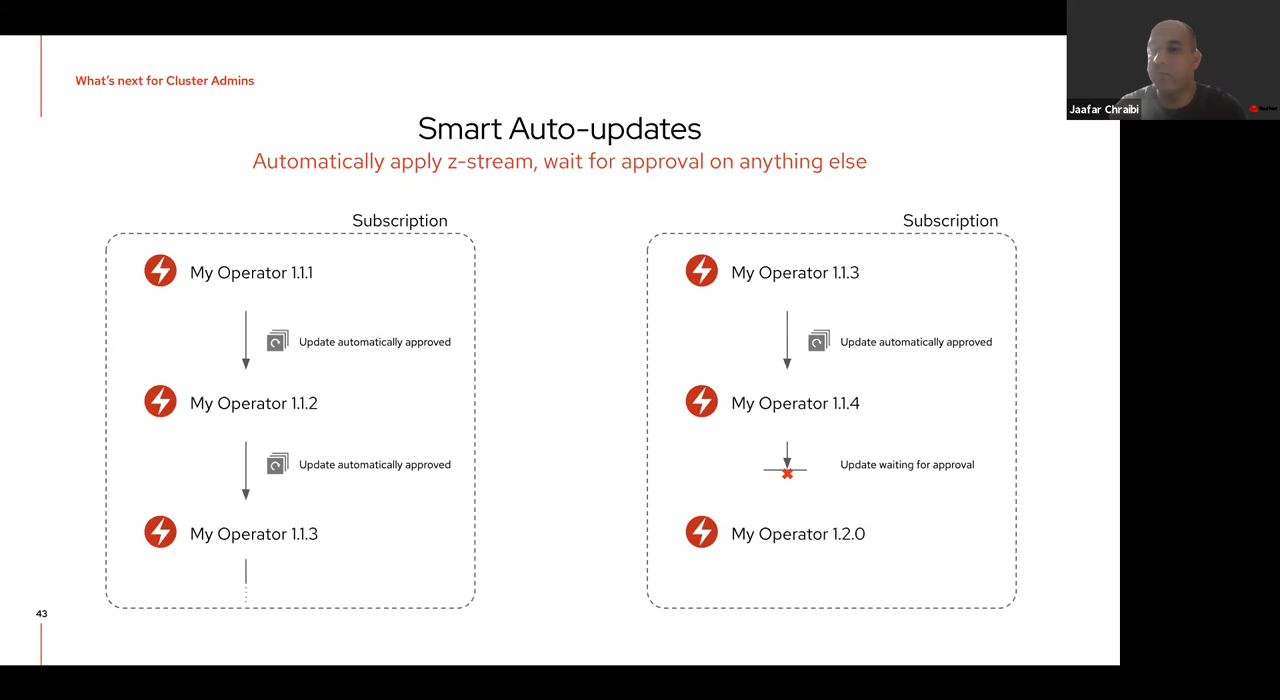 What's next for Cluster Admins
Jaafar Chraibi
Red Hat
Smart Auto-updates
Automatically apply z-stream, wait for approval on anything else
Subscription
My Operator 1.1.1
Update automatically approved
My Operator 1.1.2
Update automatically approved
My Operator 1.1.3
Subscription
My Operator 1.1.3
Update automatically approved
My Operator 1.1.4
Update waiting for approval
My Operator 1.2.0
43